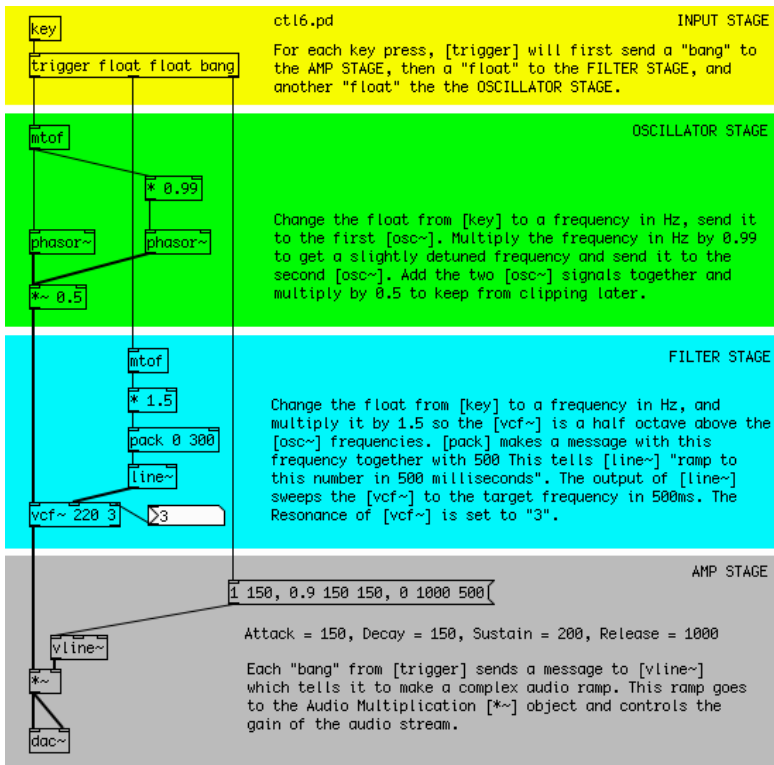 key
ctl6.pd
INPUT STAGE
trigger float float bang
For each key press, [trigger] will first send a "bang" to
the AMP STAGE, then a "float" to the FILTER STAGE, and
another "float" the the OSCILLATOR STAGE.
OSCILLATOR STAGE
mtof
* 0.99
phasor~
phasor~
*~ 0.5
Change the float from [key] to a frequency in Hz, send it
to the first [osc~]. Multiply the frequency in Hz by 0.99
to get a slightly detuned frequency and send it to the
second [osc~]. Add the two [osc~] signals together and
multiply by 0.5 to keep from clipping later.
FILTER STAGE
mtof
* 1.5
pack 0 300
line~
vcf~ 220 3
3
Change the float from [key] to a frequency in Hz, and
multiply it by 1.5 so the [vcf~] is a half octave above the
[osc~] frequencies. [pack] makes a message with this
frequency together with 500 This tells [line~] "ramp to
this number in 500 milliseconds". The output of [line~]
sweeps the [vcf~] to the target frequency in 500ms. The
Resonance of [vcf~] is set to "3".
AMP STAGE
1 150, 0.9 150 150, 0 1000 500
Attack = 150, Decay = 150, Sustain = 200, Release = 1000
vline~
*~
dac~
Each "bang" from [trigger] sends a message to [vline~]
which tells it to make a complex audio ramp. This ramp goes
to the Audio Multiplication [*~] object and controls the
gain of the audio stream.